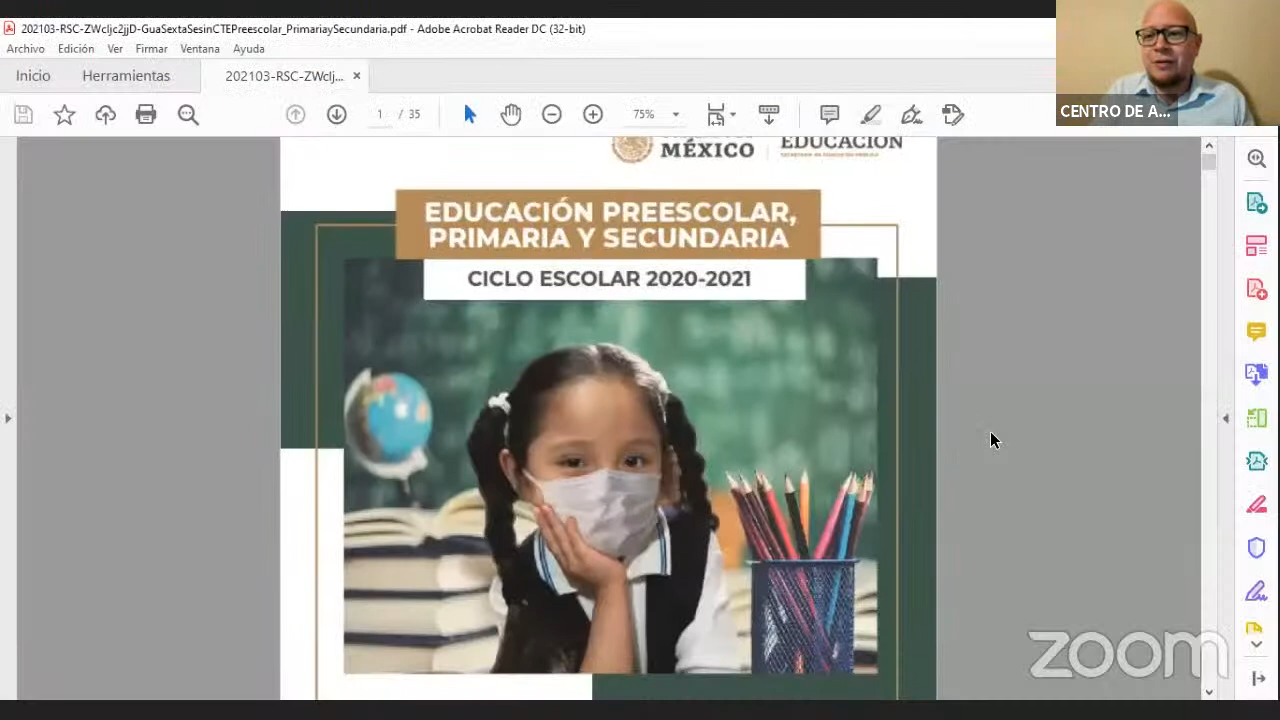 202103-RSC-ZWcljc2jjD-GuaSextaSesinCTEPreescolar_PrimariaySecundaria.pdf - Adobe Acrobat Reader DC (32-bit)
Archivo Edición Ver Firmar Ventana Ayuda
Inicio Herramientas 202103-RSC-ZWclj... ×
1 / 35 75%
CENTRO DE A...
MÉXICO EDUCACIÓN
EDUCACIÓN PREESCOLAR,
PRIMARIA Y SECUNDARIA
CICLO ESCOLAR 2020-2021
zoom